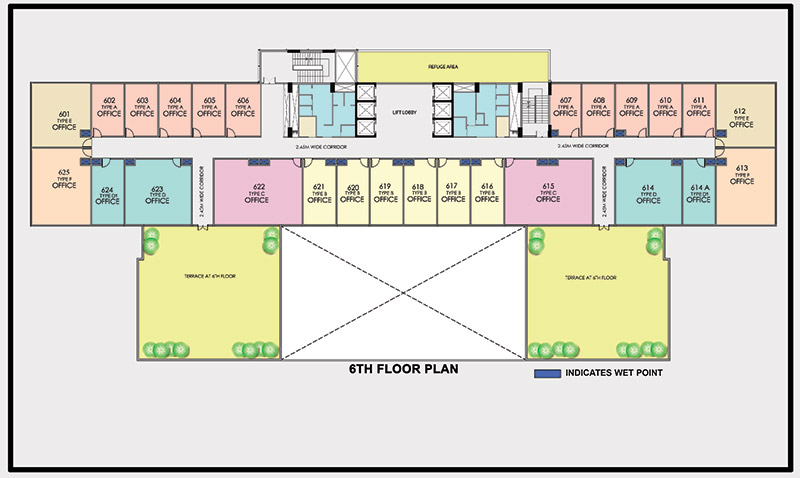 REFUGE AREA
601
TYPE E
OFFICE
602
TYPE A
OFFICE
603
TYPE A
OFFICE
604
TYPE A
OFFICE
605
TYPE A
OFFICE
606
TYPE A
OFFICE
LIFT LOBBY
607
TYPE A
OFFICE
608
TYPE A
OFFICE
609
TYPE A
OFFICE
610
TYPE A
OFFICE
611
TYPE A
OFFICE
612
TYPE E
OFFICE
2.45M WIDE CORRIDOR
2.45M WIDE CORRIDOR
625
TYPE F
OFFICE
624
TYPE D1
OFFICE
623
TYPE D
OFFICE
2.45M WIDE CORRIDOR
622
TYPE C
OFFICE
621
TYPE B
OFFICE
620
TYPE B
OFFICE
619
TYPE B
OFFICE
618
TYPE B
OFFICE
617
TYPE B
OFFICE
616
TYPE B
OFFICE
615
TYPE C
OFFICE
2.45M WIDE CORRIDOR
614
TYPE D
OFFICE
614 A
TYPE D1
OFFICE
613
TYPE F
OFFICE
TERRACE AT 6TH FLOOR
TERRACE AT 6TH FLOOR
6TH FLOOR PLAN
INDICATES WET POINT